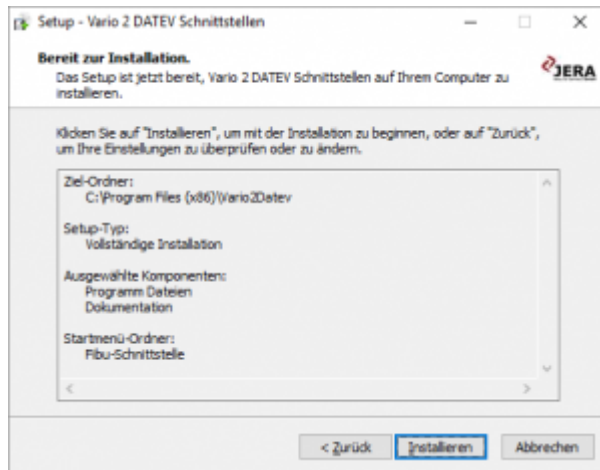 Setup - Vario 2 DATEV Schnittstellen
Bereit zur Installation.
Das Setup ist jetzt bereit, Vario 2 DATEV Schnittstellen auf Ihrem Computer zu
installieren.
JERA
Klicken Sie auf "Installieren", um mit der Installation zu beginnen, oder auf "Zurück",
um Ihre Einstellungen zu überprüfen oder zu ändern.
Ziel-Ordner:
C:\Program Files (x86)\Vario2Datev
Setup-Typ:
Vollständige Installation
Ausgewählte Komponenten:
Programm Dateien
Dokumentation
Startmenü-Ordner:
Fibu-Schnittstelle
< Zurück
Installieren
Abbrechen